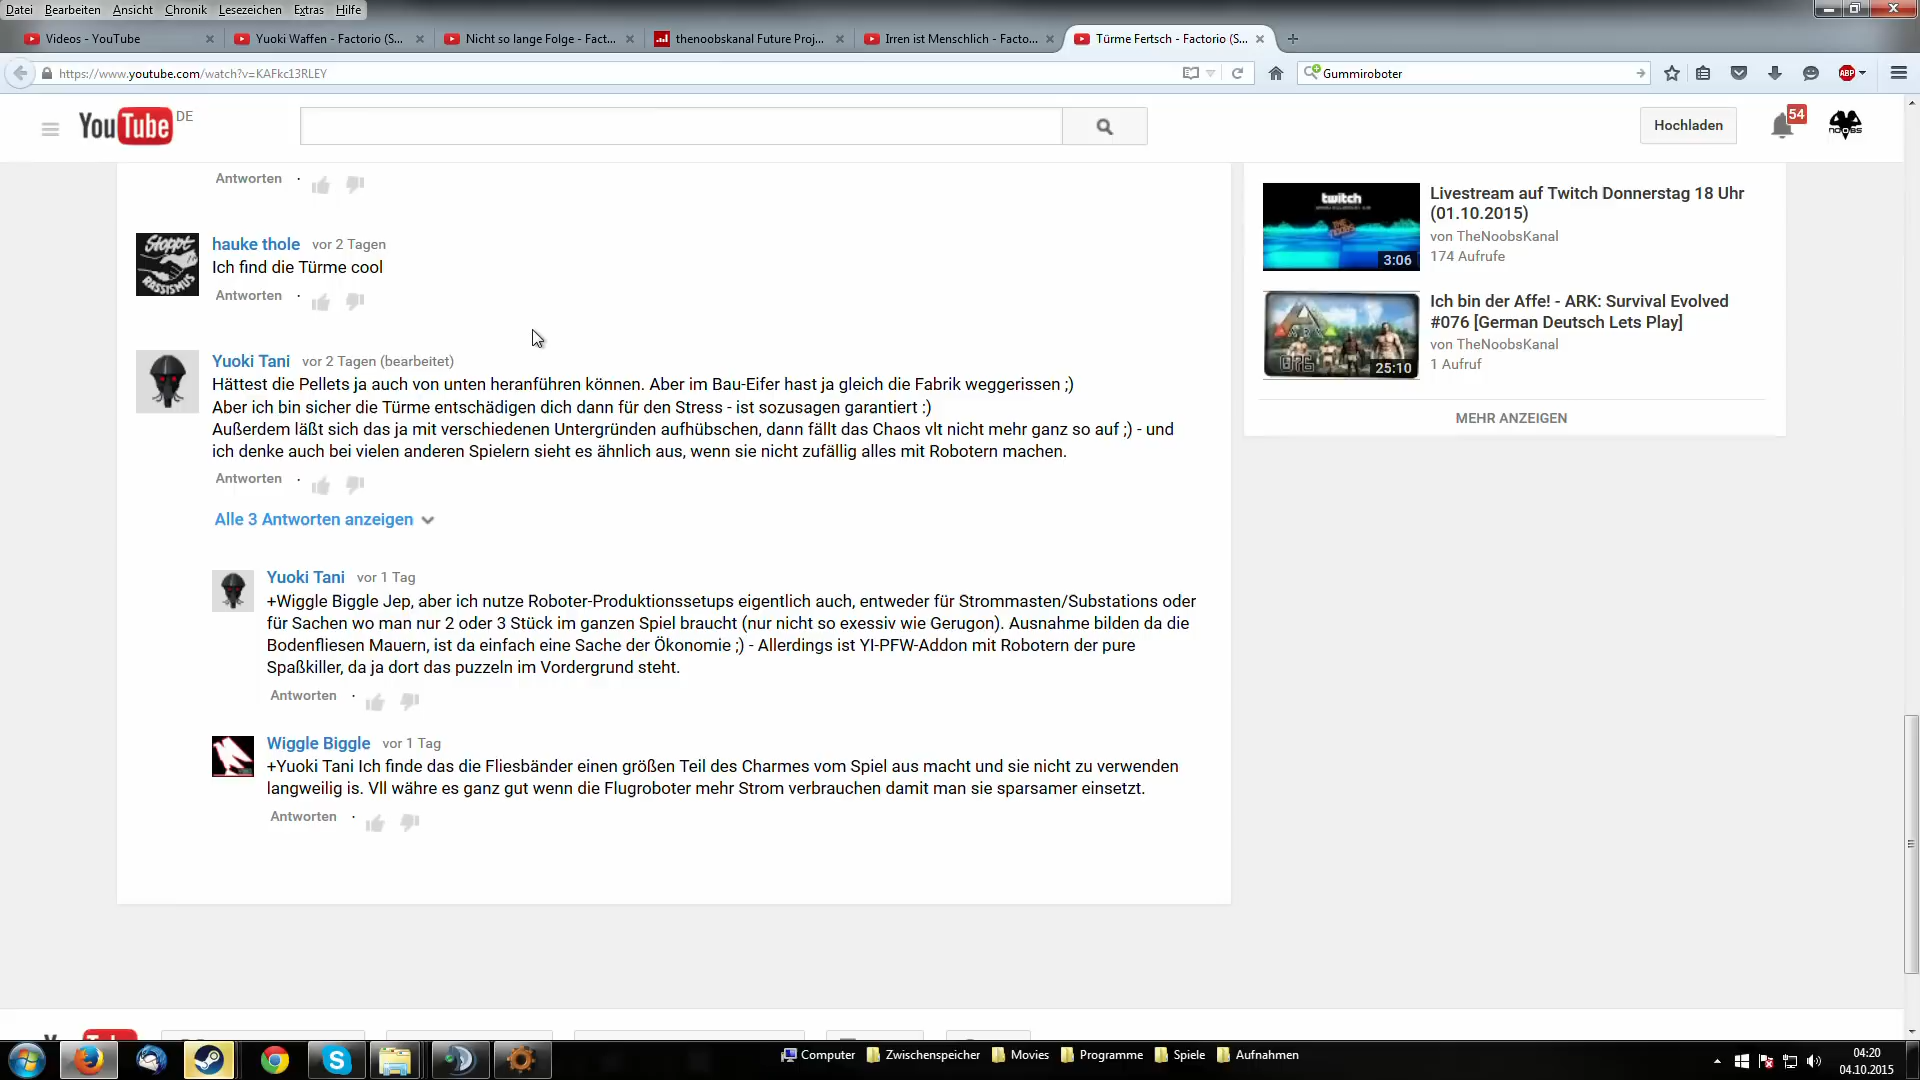 Datei Bearbeiten Ansicht Chronik Lesezeichen Extras Hilfe
Videos - YouTube
Yuoki Waffen - Factorio (S...
Nicht so lange Folge - Fact...
thenoobskanal Future Proj...
Irren ist Menschlich - Facto...
Türme Fertsch - Factorio (S...
https://www.youtube.com/watch?v=KAFkc13RLEY
Gummiroboter
ABP
YouTube DE
Hochladen
54
NOOBS
Antworten ·
Stoppt
RASSISMUS
hauke thole vor 2 Tagen
Ich find die Türme cool
Antworten ·
Yuoki Tani vor 2 Tagen (bearbeitet)
Hättest die Pellets ja auch von unten heranführen können. Aber im Bau-Eifer hast ja gleich die Fabrik weggerissen ;)
Aber ich bin sicher die Türme entschädigen dich dann für den Stress - ist sozusagen garantiert :)
Außerdem läßt sich das ja mit verschiedenen Untergründen aufhübschen, dann fällt das Chaos vlt nicht mehr ganz so auf ;) - und
ich denke auch bei vielen anderen Spielern sieht es ähnlich aus, wenn sie nicht zufällig alles mit Robotern machen.
Antworten ·
Alle 3 Antworten anzeigen
Yuoki Tani vor 1 Tag
+Wiggle Biggle Jep, aber ich nutze Roboter-Produktionssetups eigentlich auch, entweder für Strommasten/Substations oder
für Sachen wo man nur 2 oder 3 Stück im ganzen Spiel braucht (nur nicht so exessiv wie Gerugon). Ausnahme bilden da die
Bodenfliesen Mauern, ist da einfach eine Sache der Ökonomie ;) - Allerdings ist YI-PFW-Addon mit Robotern der pure
Spaßkiller, da ja dort das puzzeln im Vordergrund steht.
Antworten ·
Wiggle Biggle vor 1 Tag
+Yuoki Tani Ich finde das die Fliesbänder einen größen Teil des Charmes vom Spiel aus macht und sie nicht zu verwenden
langweilig is. Vll währe es ganz gut wenn die Flugroboter mehr Strom verbrauchen damit man sie sparsamer einsetzt.
Antworten ·
twitch
THE NOOBS
3:06
Livestream auf Twitch Donnerstag 18 Uhr
(01.10.2015)
von TheNoobsKanal
174 Aufrufe
ARK
076
25:10
Ich bin der Affe! - ARK: Survival Evolved
#076 [German Deutsch Lets Play]
von TheNoobsKanal
1 Aufruf
MEHR ANZEIGEN
Computer Zwischenspeicher Movies Programme Spiele Aufnahmen
04:20
04.10.2015